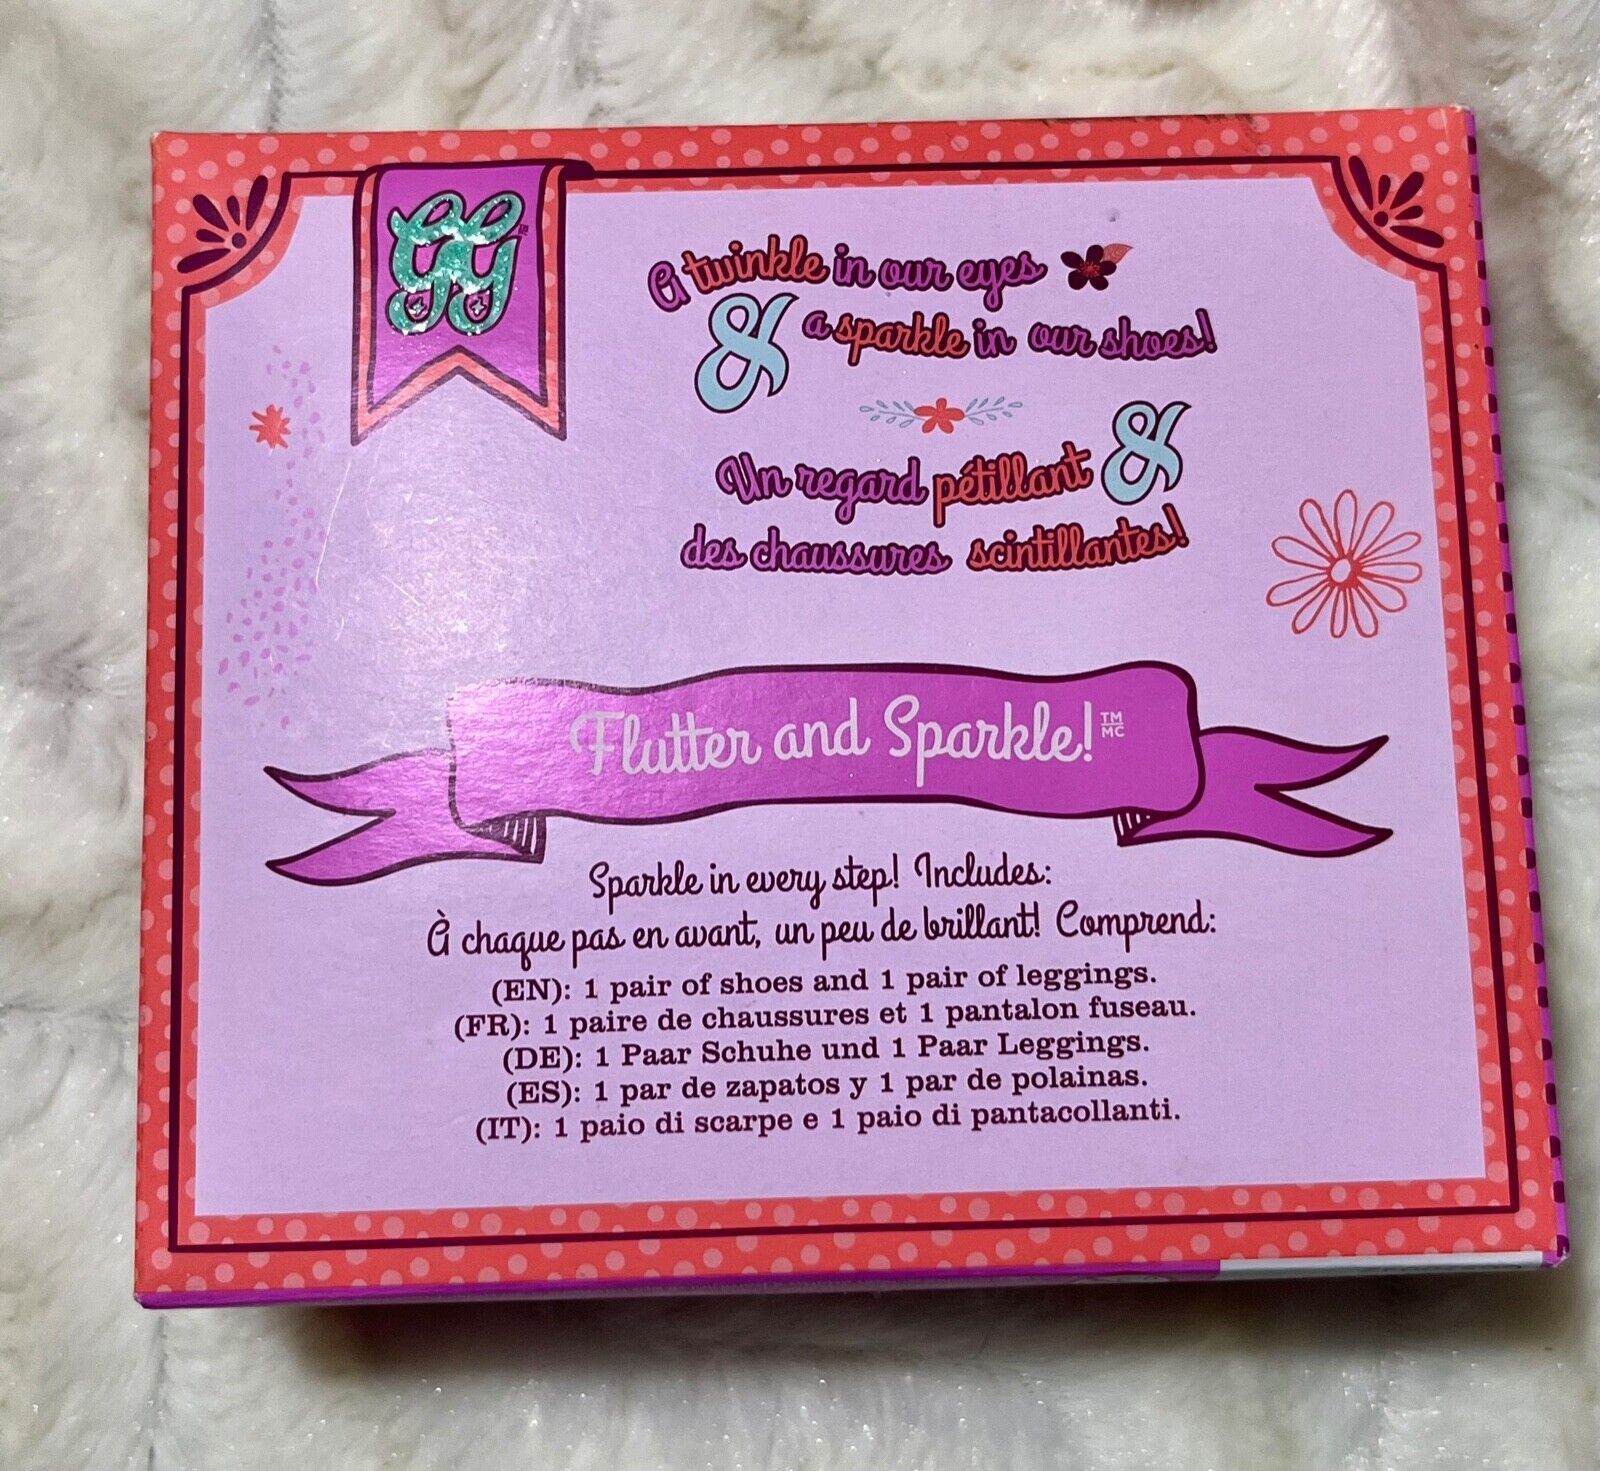 GG
A twinkle in our eyes
& a sparkle in our shoes!
Un regard pétillant &
des chaussures scintillantes!
Flutter and Sparkle! TM MC
Sparkle in every step! Includes:
À chaque pas en avant, un peu de brillant! Comprend:
(EN): 1 pair of shoes and 1 pair of leggings.
(FR): 1 paire de chaussures et 1 pantalon fuseau.
(DE): 1 Paar Schuhe und 1 Paar Leggings.
(ES): 1 par de zapatos y 1 par de polainas.
(IT): 1 paio di scarpe e 1 paio di pantacollanti.